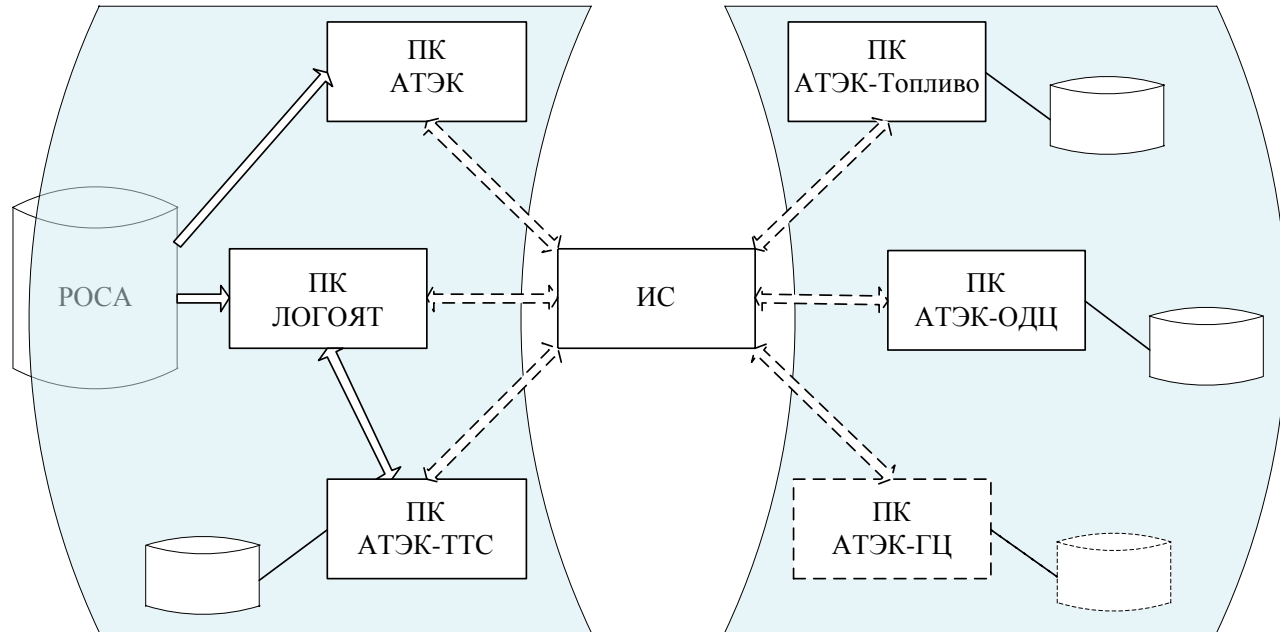 ПК
АТЭК
ПК
АТЭК-Топливо
РОСА
ПК
ЛОГОЯТ
ИС
ПК
АТЭК-ОДЦ
ПК
АТЭК-ТТС
ПК
АТЭК-ГЦ